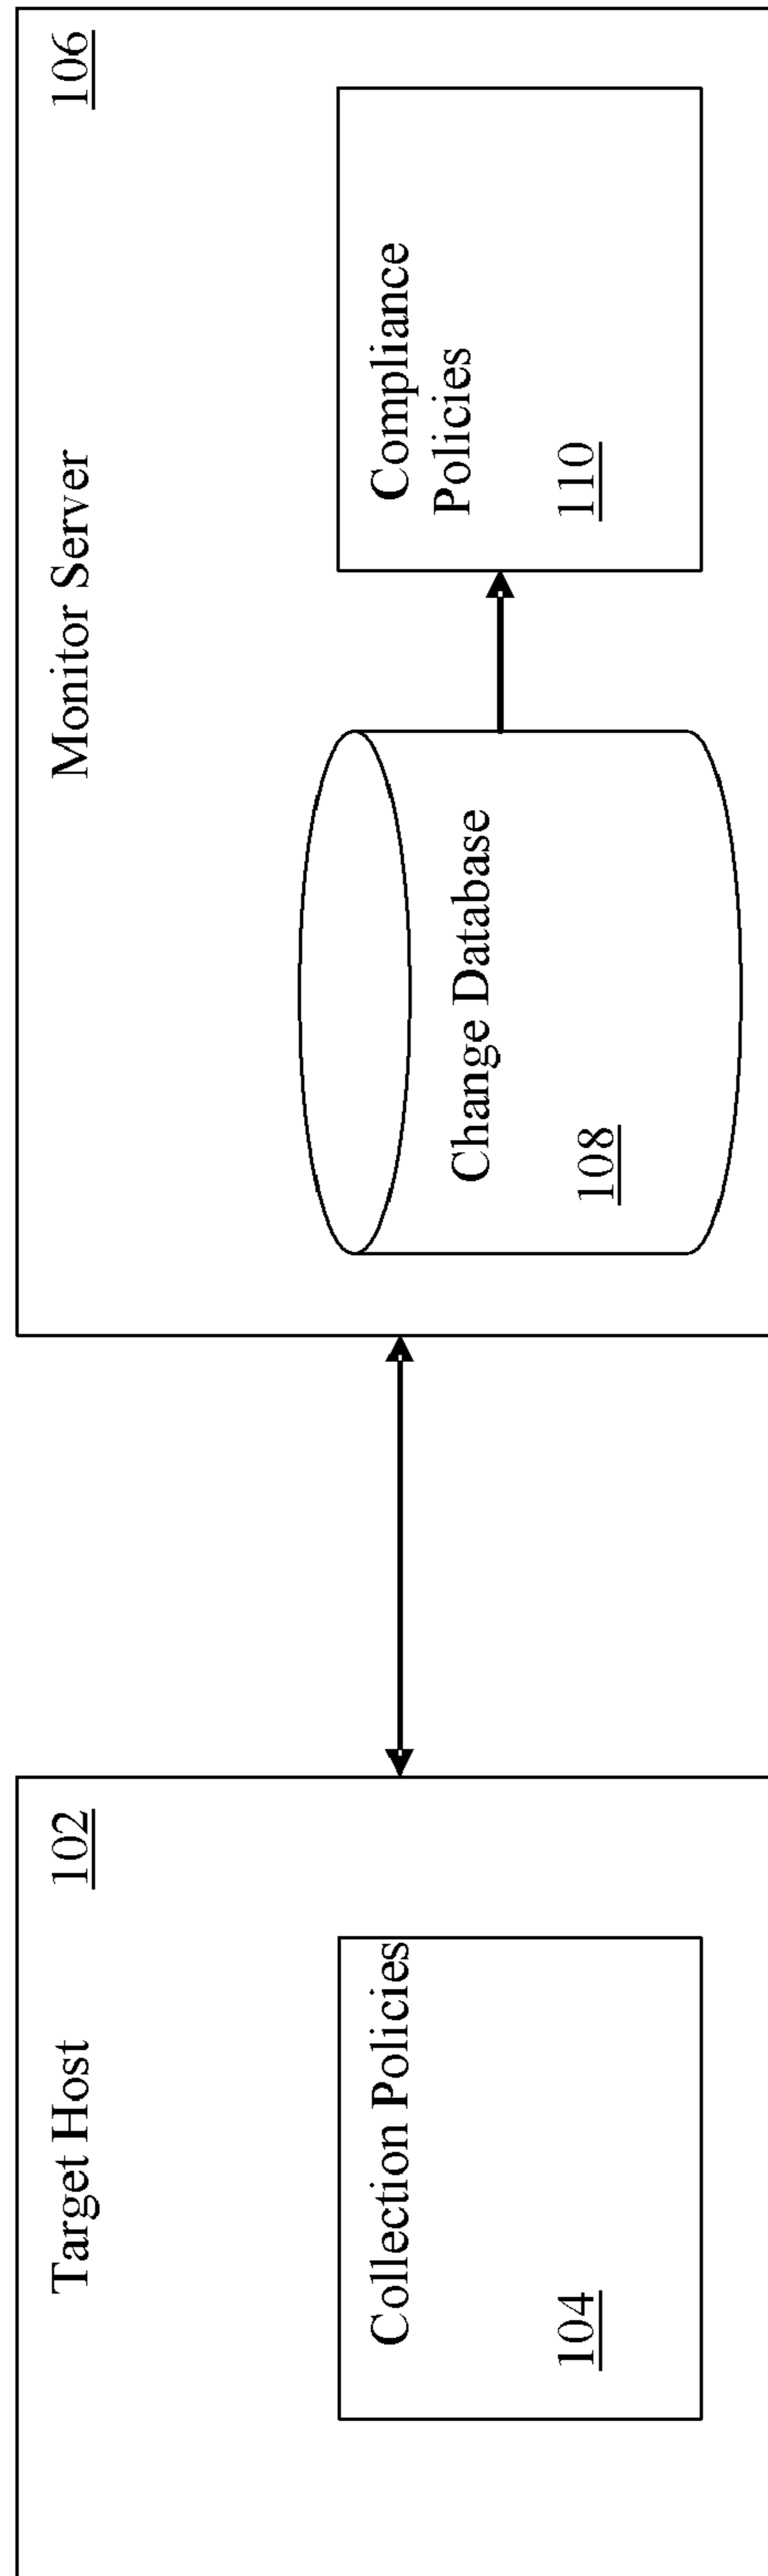 Target Host
102
Collection Policies
104
Monitor Server
106
Change Database
108
Compliance
Policies
110